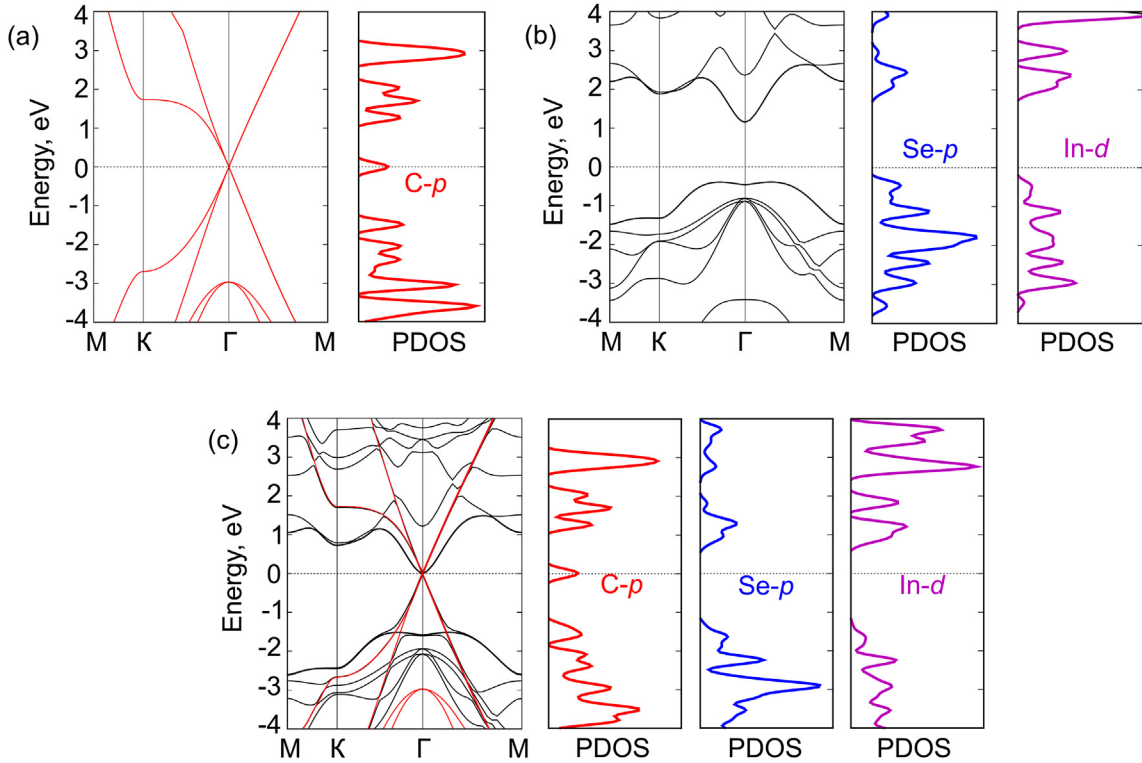 (a)
Energy, eV
4
3
2
1
0
-1
-2
-3
-4
M K Γ M
C-p
PDOS
(b)
Energy, eV
4
3
2
1
0
-1
-2
-3
-4
M K Γ M
Se-p
PDOS
In-d
PDOS
(c)
Energy, eV
4
3
2
1
0
-1
-2
-3
-4
M K Γ M
C-p
PDOS
Se-p
PDOS
In-d
PDOS